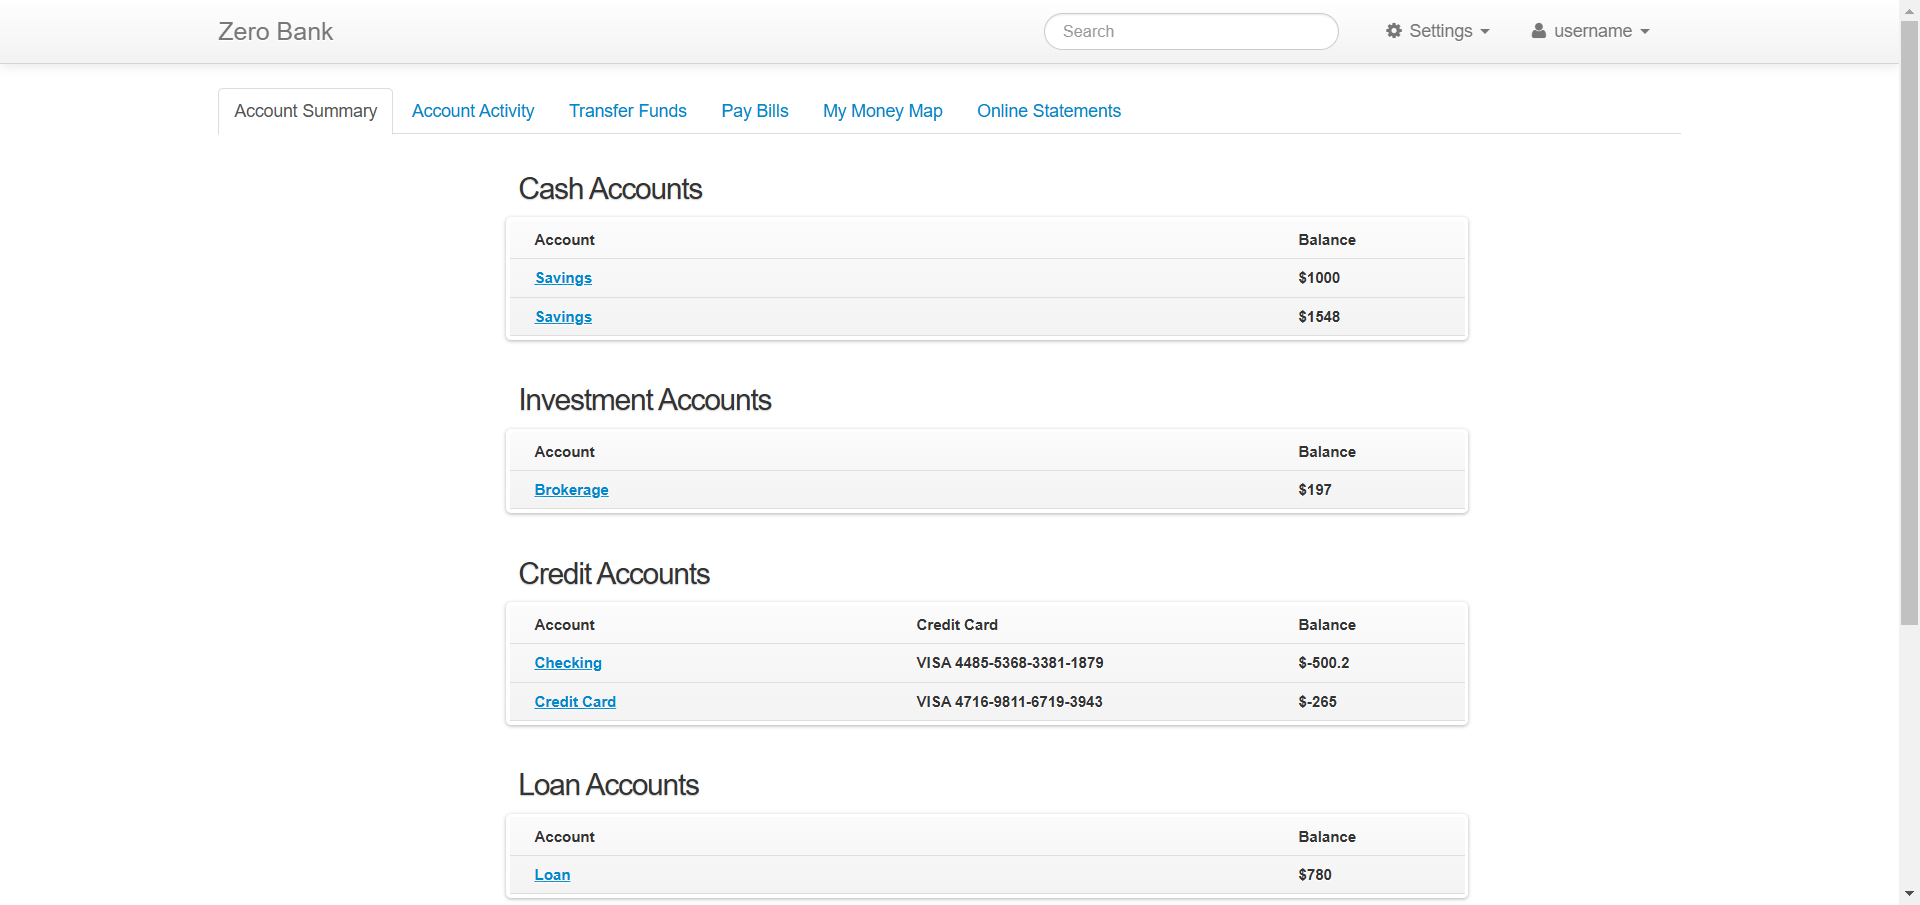 Zero Bank
Search
Settings
username
Account Summary
Account Activity
Transfer Funds
Pay Bills
My Money Map
Online Statements
Cash Accounts
Account Balance
Savings $1000
Savings $1548
Investment Accounts
Account Balance
Brokerage $197
Credit Accounts
Account Credit Card Balance
Checking VISA 4485-5368-3381-1879 $-500.2
Credit Card VISA 4716-9811-6719-3943 $-265
Loan Accounts
Account Balance
Loan $780